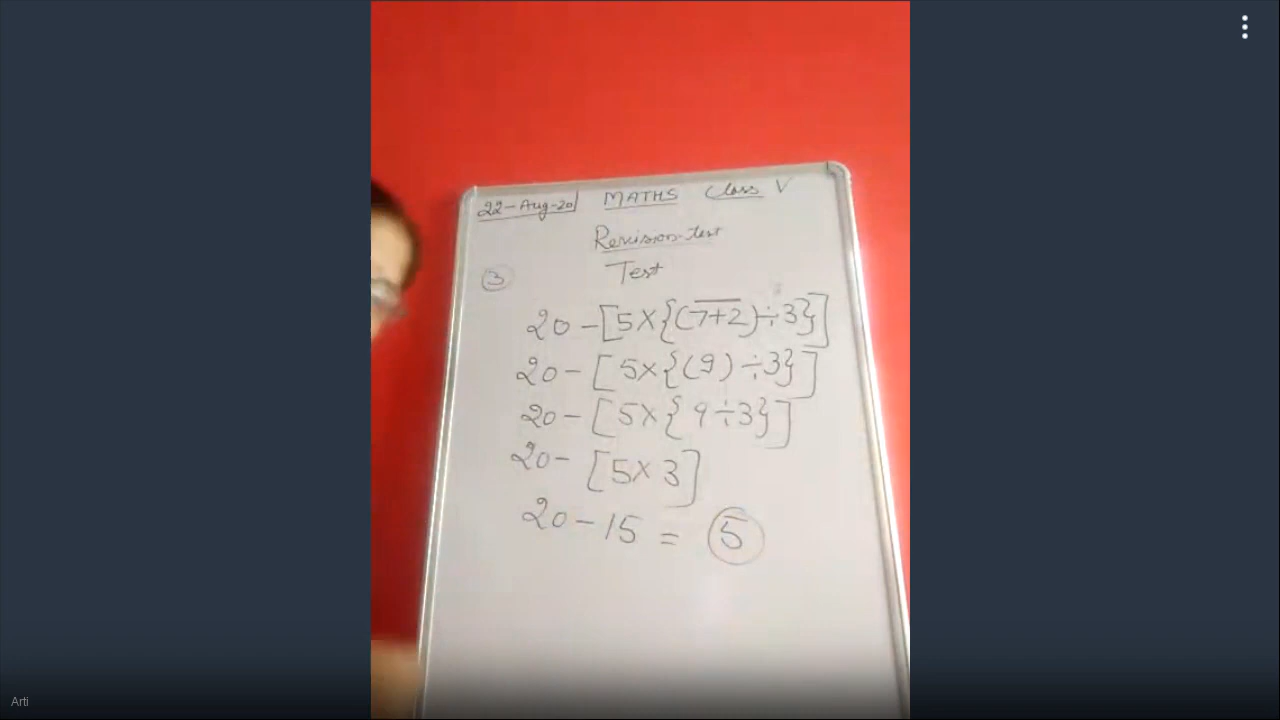 22-Aug-20 MATHS Class V
Revision-test
Test
3
20-[5×{(7+2)÷3}]
20-[5×{(9)÷3}]
20-[5×{9÷3}]
20-[5×3]
20-15 = 5
Arti